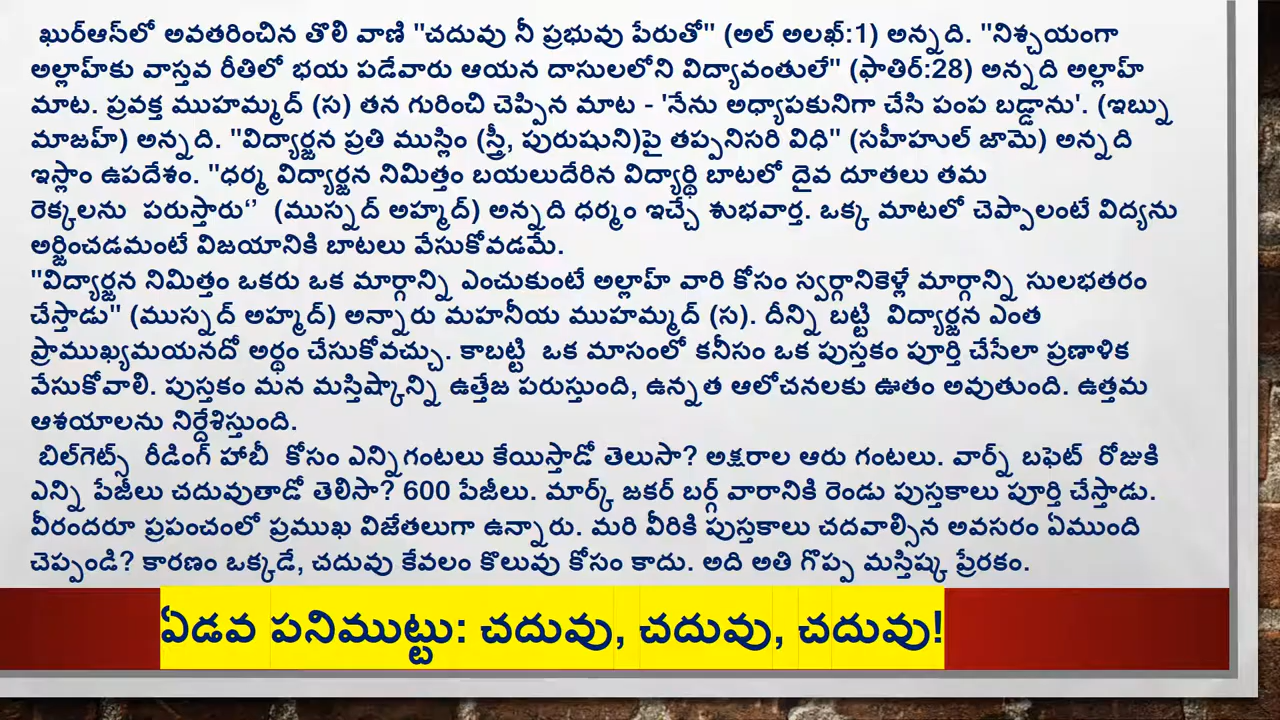 ఖుర్ఆన్‌లో అవతరించిన తొలి వాణి "చదువు నీ ప్రభువు పేరుతో" (అల్ అలఖ్:1) అన్నది. "నిశ్చయంగా
అల్లాహ్‌కు వాస్తవ రీతిలో భయ పడేవారు ఆయన దాసులలోని విద్యావంతులే" (ఫాతిర్:28) అన్నది అల్లాహ్
మాట. ప్రవక్త ముహమ్మద్ (స) తన గురించి చెప్పిన మాట - 'నేను అధ్యాపకునిగా చేసి పంప బడ్డాను'. (ఇబ్ను
మాజహ్) అన్నది. "విద్యార్జన ప్రతి ముస్లిం (స్త్రీ, పురుషుని)పై తప్పనిసరి విధి" (సహీహుల్ జామె) అన్నది
ఇస్లాం ఉపదేశం. "ధర్మ విద్యార్జన నిమిత్తం బయలుదేరిన విద్యార్థి బాటలో దైవ దూతలు తమ
రెక్కలను  పరుస్తారు‘’  (ముస్నద్ అహ్మద్) అన్నది ధర్మం ఇచ్చే శుభవార్త. ఒక్క మాటలో చెప్పాలంటే విద్యను
అర్జించడమంటే విజయానికి బాటలు వేసుకోవడమే.
"విద్యార్జన నిమిత్తం ఒకరు ఒక మార్గాన్ని ఎంచుకుంటే అల్లాహ్ వారి కోసం స్వర్గానికెళ్లే మార్గాన్ని సులభతరం
చేస్తాడు" (ముస్నద్ అహ్మద్) అన్నారు మహనీయ ముహమ్మద్ (స). దీన్ని బట్టి  విద్యార్జన ఎంత
ప్రాముఖ్యమయనదో అర్థం చేసుకోవచ్చు. కాబట్టి  ఒక మాసంలో కనీసం ఒక పుస్తకం పూర్తి చేసేలా ప్రణాళిక
వేసుకోవాలి. పుస్తకం మన మస్తిష్కాన్ని ఉత్తేజ పరుస్తుంది, ఉన్నత ఆలోచనలకు ఊతం అవుతుంది. ఉత్తమ
ఆశయాలను నిర్దేశిస్తుంది.
బిల్‌గెట్స్  రీడింగ్ హాబీ  కోసం ఎన్నిగంటలు కేయిస్తాడో తెలుసా? అక్షరాల ఆరు గంటలు. వార్న్ బఫెట్  రోజుకి
ఎన్ని పేజీలు చదువుతాడో తెలిసా? 600 పేజీలు. మార్క్ జకర్ బర్గ్ వారానికి రెండు పుస్తకాలు పూర్తి చేస్తాడు.
వీరందరూ ప్రపంచంలో ప్రముఖ విజేతలుగా ఉన్నారు. మరి వీరికి పుస్తకాలు చదవాల్సిన అవసరం ఏముంది
చెప్పండి? కారణం ఒక్కడే, చదువు కేవలం కొలువు కోసం కాదు. అది అతి గొప్ప మస్తిష్క ప్రేరకం.
ఏడవ పనిముట్టు: చదువు, చదువు, చదువు!